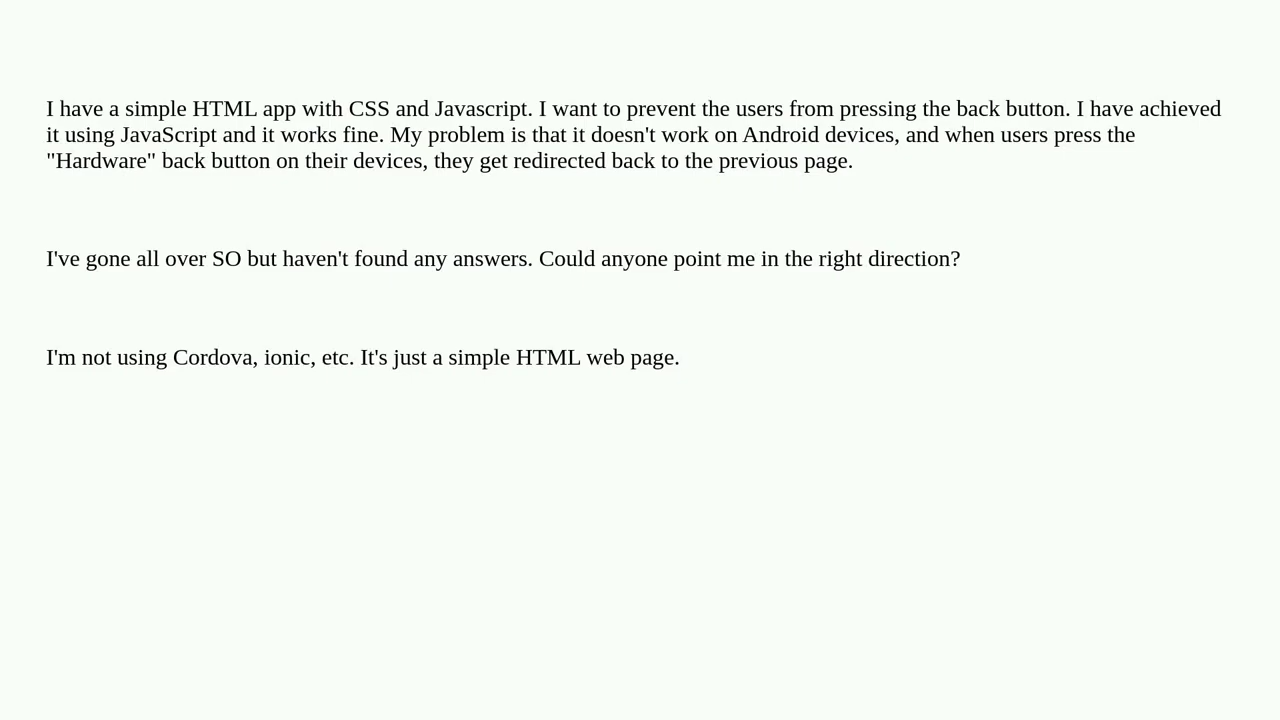 I have a simple HTML app with CSS and Javascript. I want to prevent the users from pressing the back button. I have achieved
it using JavaScript and it works fine. My problem is that it doesn't work on Android devices, and when users press the
"Hardware" back button on their devices, they get redirected back to the previous page.
I've gone all over SO but haven't found any answers. Could anyone point me in the right direction?
I'm not using Cordova, ionic, etc. It's just a simple HTML web page.